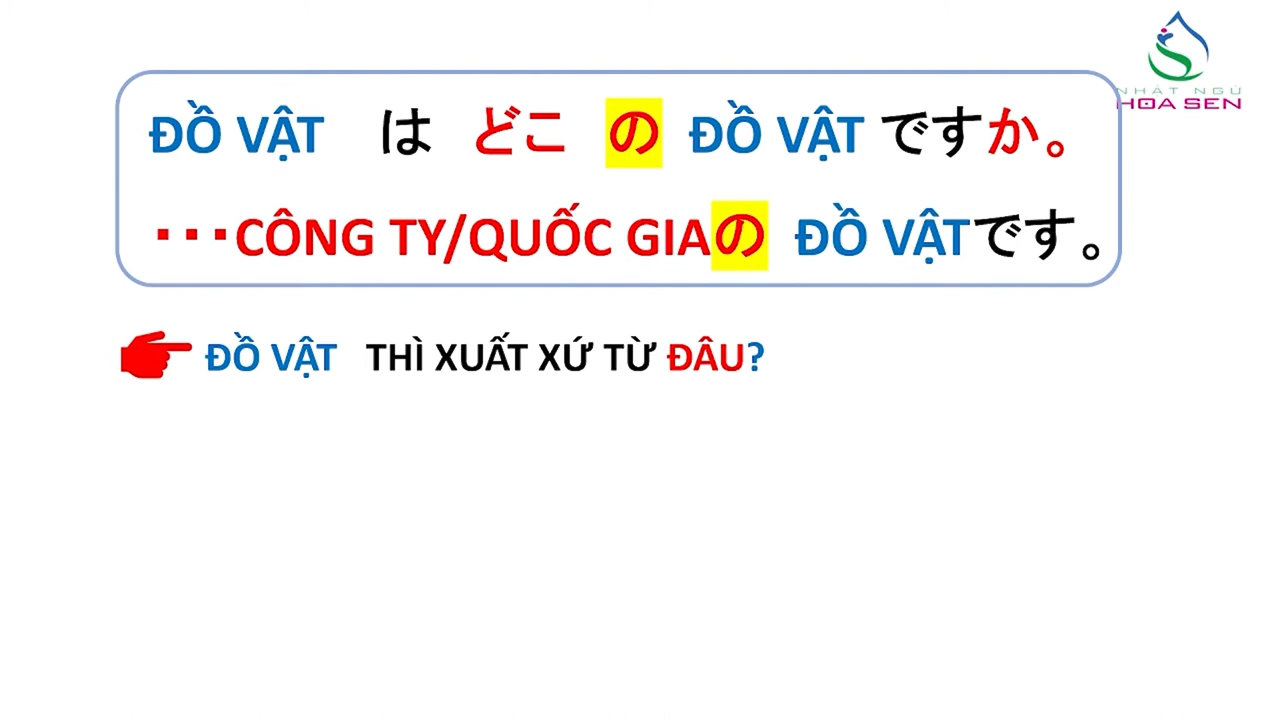 NHẬT NGỮ
HOA SEN
ĐỒ VẬT は どこ の ĐỒ VẬT ですか。
・・・CÔNG TY/QUỐC GIAの ĐỒ VẬTです。
ĐỒ VẬT THÌ XUẤT XỨ TỪ ĐÂU?